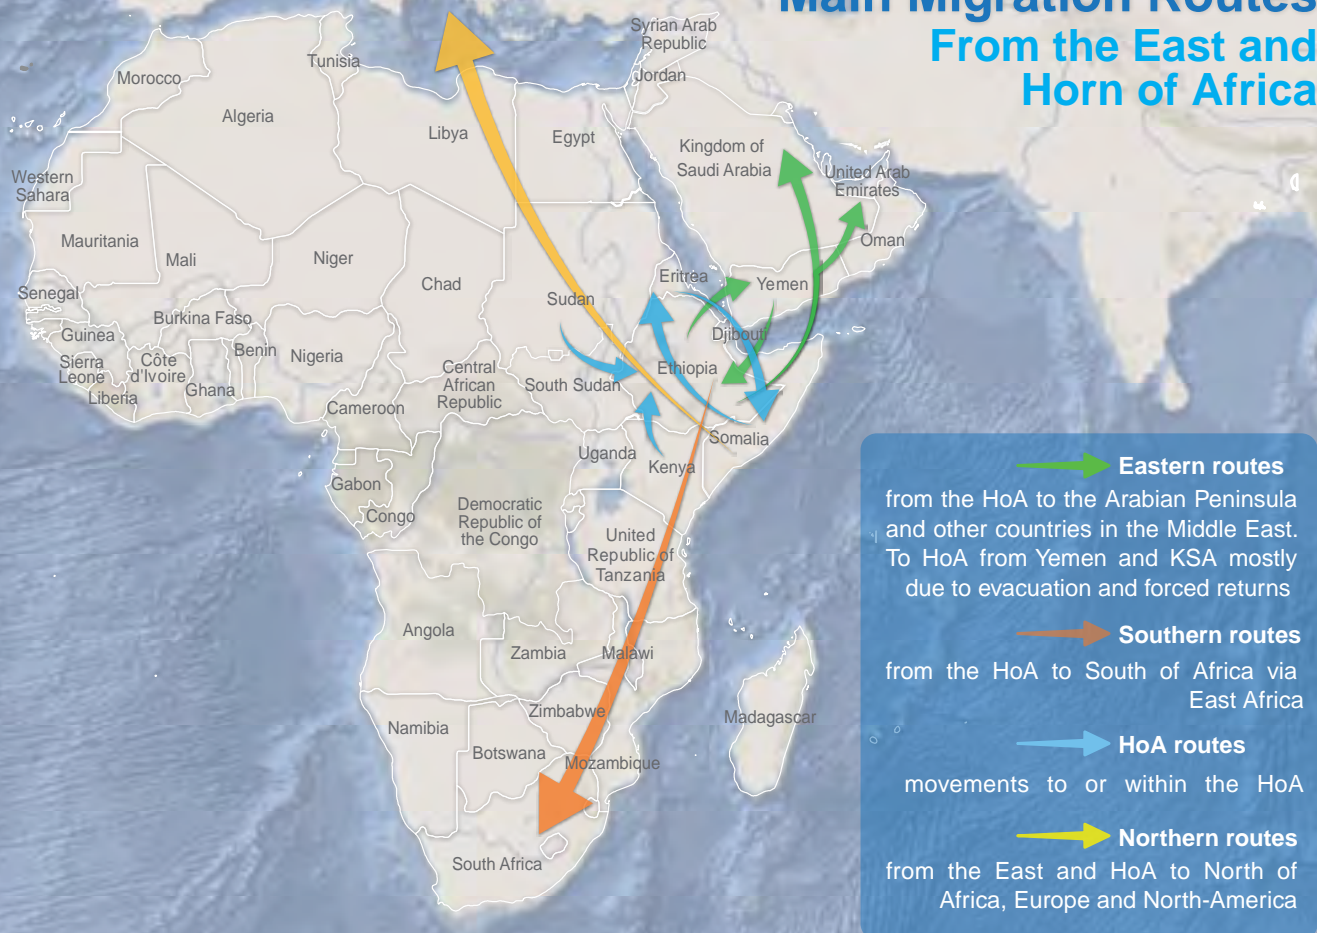 Main Migration Routes
From the East and
Horn of Africa
Syrian Arab
Republic
Tunisia
Morocco
Jordan
Algeria
Libya
Egypt
Kingdom of
Saudi Arabia
United Arab
Emirates
Western
Sahara
Mauritania
Mali
Niger
Chad
Sudan
Eritrea
Yemen
Oman
Senegal
Burkina Faso
Guinea
Sierra
Leone
Côte
d'Ivoire
Benin
Nigeria
Ghana
Liberia
Djibouti
Ethiopia
Central
African
Republic
South Sudan
Cameroon
Somalia
Uganda
Kenya
Gabon
Congo
Democratic
Republic of
the Congo
United
Republic of
Tanzania
Angola
Zambia
Malawi
Zimbabwe
Namibia
Botswana
Mozambique
Madagascar
South Africa
Eastern routes
from the HoA to the Arabian Peninsula
and other countries in the Middle East.
To HoA from Yemen and KSA mostly
due to evacuation and forced returns
Southern routes
from the HoA to South of Africa via
East Africa
HoA routes
movements to or within the HoA
Northern routes
from the East and HoA to North of
Africa, Europe and North-America